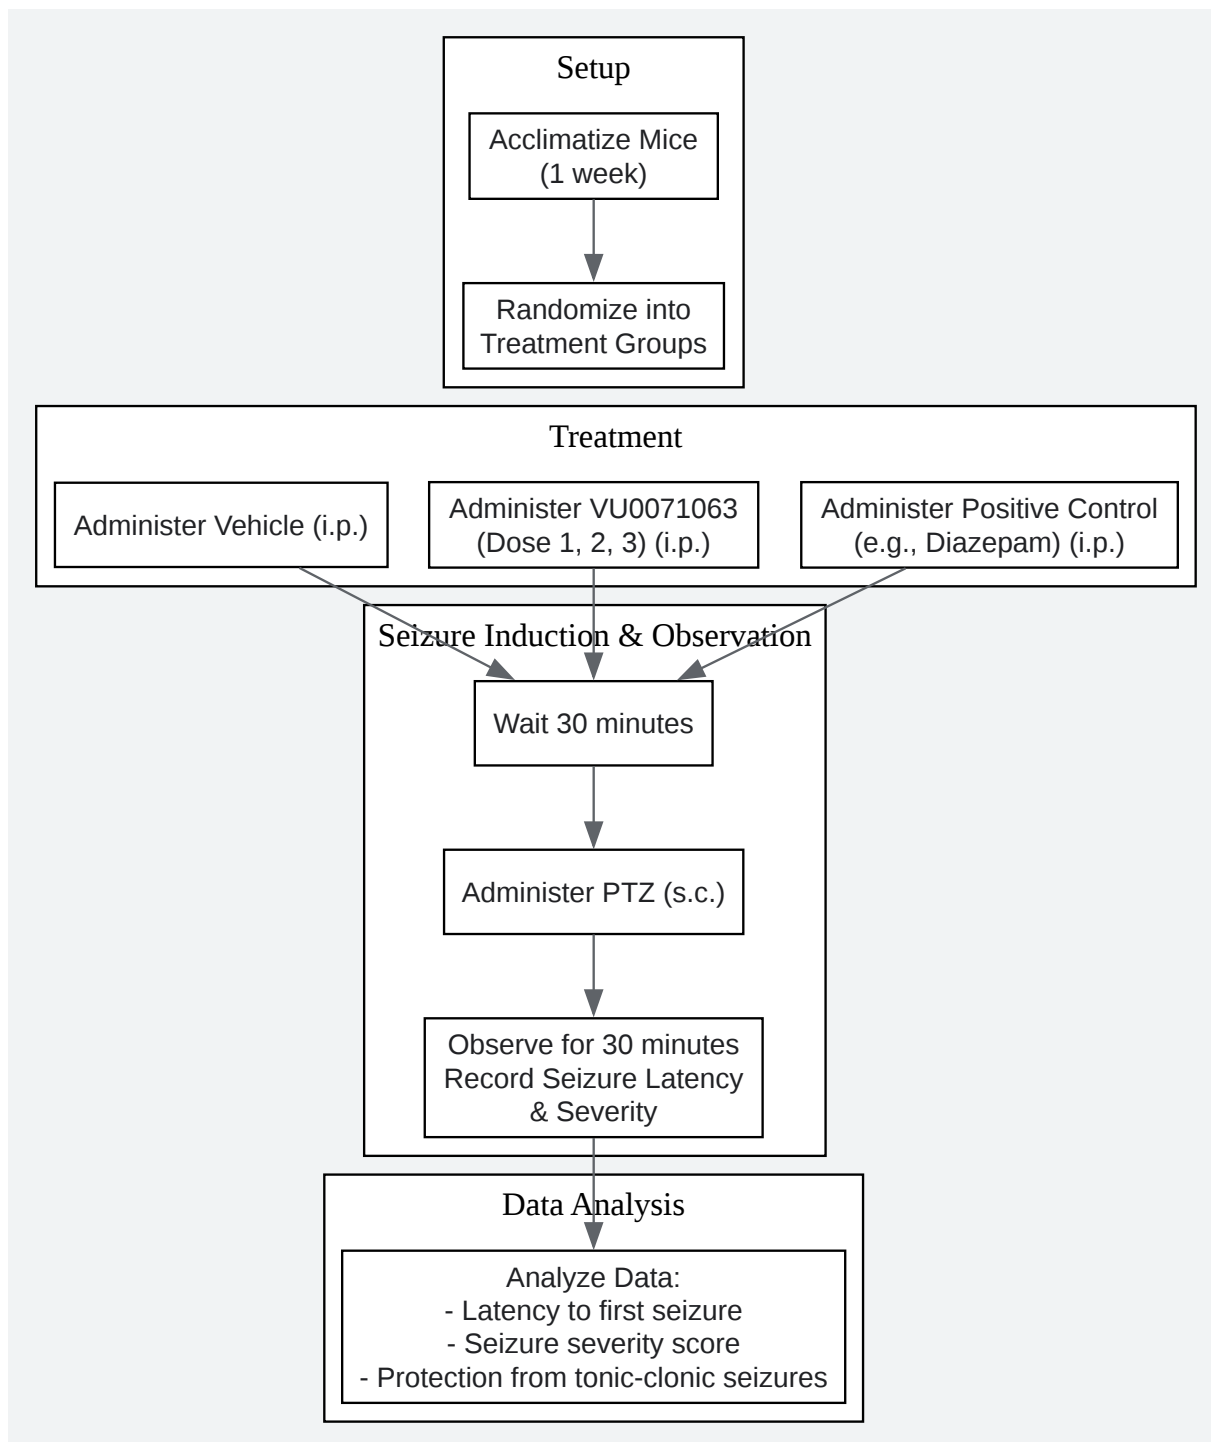 Setup
Acclimatize Mice
(1 week)
Randomize into
Treatment Groups
Treatment
Administer Vehicle (i.p.)
Administer VU0071063
(Dose 1, 2, 3) (i.p.)
Administer Positive Control
(e.g., Diazepam) (i.p.)
Seizure Induction & Observation
Wait 30 minutes
Administer PTZ (s.c.)
Observe for 30 minutes
Record Seizure Latency
& Severity
Data Analysis
Analyze Data:
- Latency to first seizure
- Seizure severity score
- Protection from tonic-clonic seizures